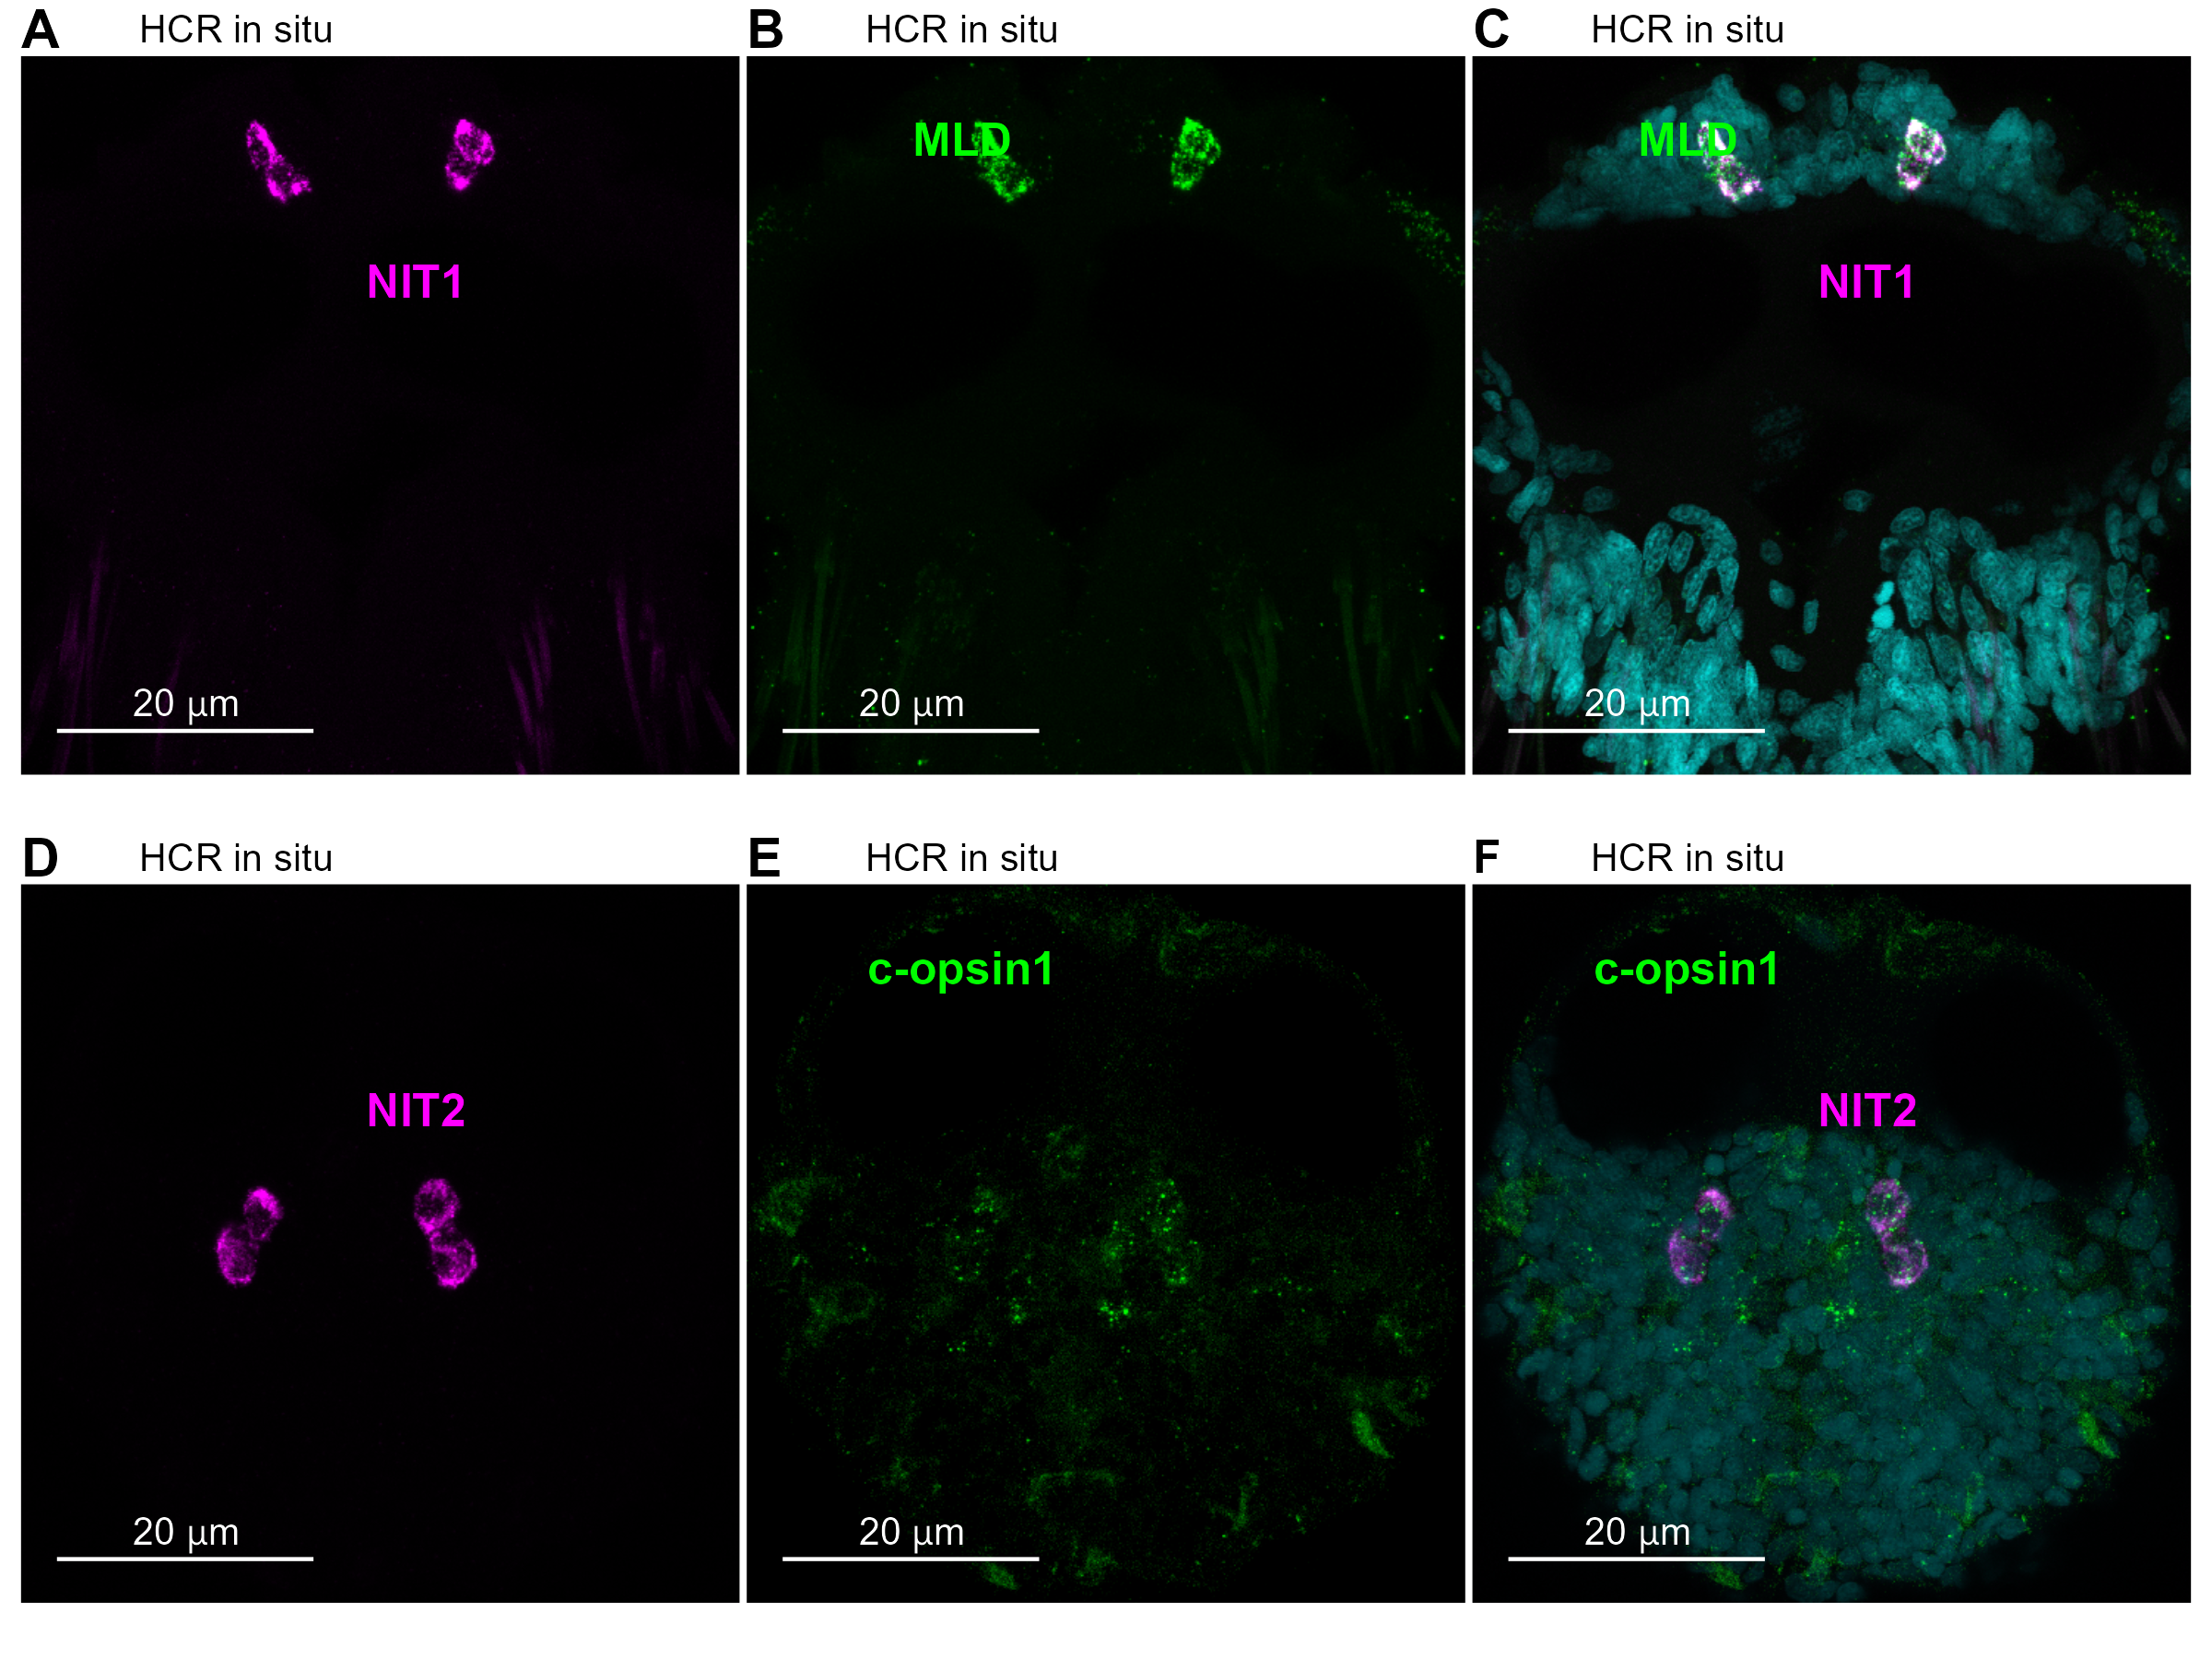 A HCR in situ
B HCR in situ
C HCR in situ
MLD
MLD
NIT1
NIT1
20 μm
20 μm
20 μm
D HCR in situ
E HCR in situ
F HCR in situ
c-opsin1
c-opsin1
NIT2
NIT2
20 μm
20 μm
20 μm